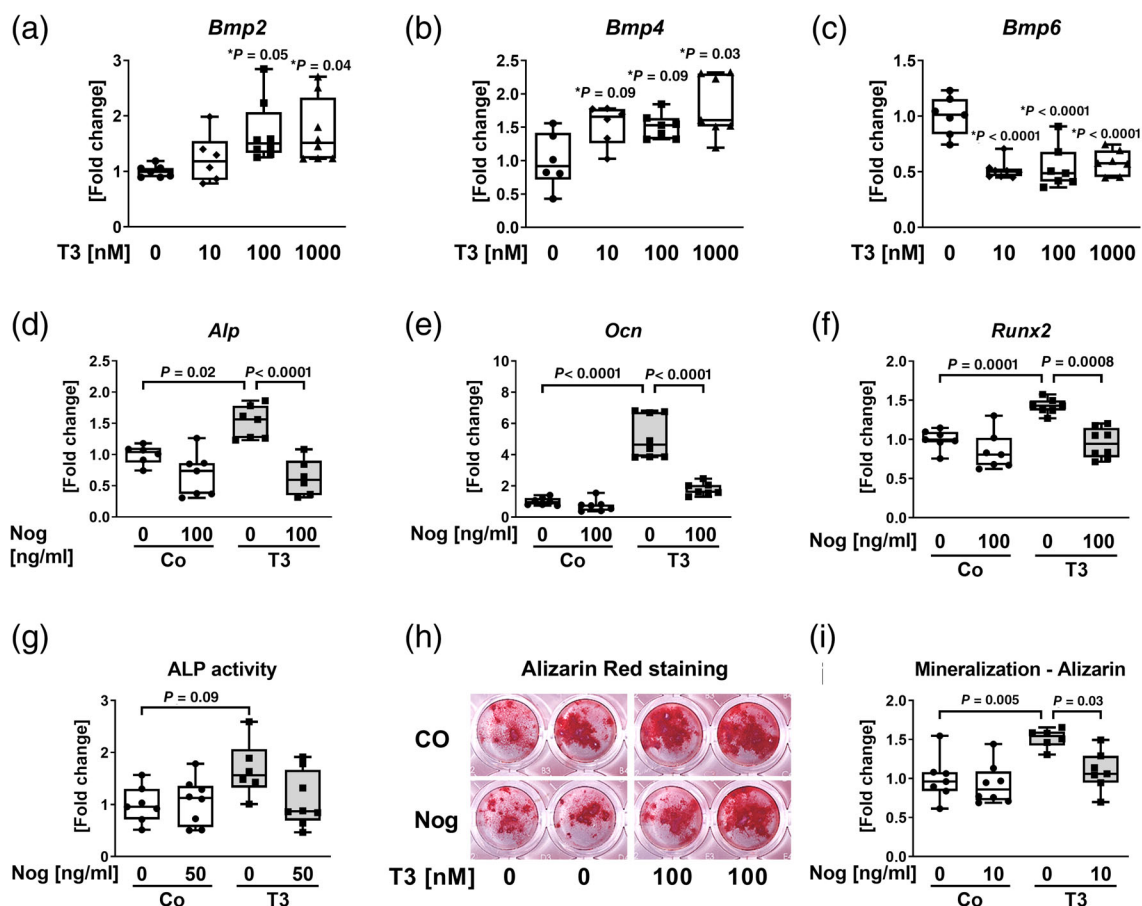 (a)
Bmp2
[Fold change]
3
2
1
0
*P = 0.05
*P = 0.04
T3 [nM]
0 10 100 1000
(b)
Bmp4
[Fold change]
2.5
2.0
1.5
1.0
0.5
0.0
*P = 0.09
*P = 0.09
*P = 0.03
T3 [nM]
0 10 100 1000
(c)
Bmp6
[Fold change]
1.5
1.0
0.5
0.0
*P < 0.0001
*P < 0.0001
*P < 0.0001
T3 [nM]
0 10 100 1000
(d)
Alp
[Fold change]
2.5
2.0
1.5
1.0
0.5
0.0
P = 0.02
P< 0.0001
Nog
[ng/ml]
0 100 0 100
Co T3
(e)
Ocn
[Fold change]
10
8
6
4
2
0
P< 0.0001
P< 0.0001
Nog [ng/ml]
0 100 0 100
Co T3
(f)
Runx2
[Fold change]
2.0
1.5
1.0
0.5
0.0
P = 0.0001
P = 0.0008
Nog [ng/ml]
0 100 0 100
Co T3
(g)
ALP activity
[Fold change]
3
2
1
0
P = 0.09
Nog [ng/ml]
0 50 0 50
Co T3
(h)
Alizarin Red staining
CO
B3
Nog
T3 [nM]
0 0 100 100
(i)
Mineralization - Alizarin
[Fold change]
2.0
1.5
1.0
0.5
0.0
P = 0.005
P = 0.03
Nog [ng/ml]
0 10 0 10
Co T3